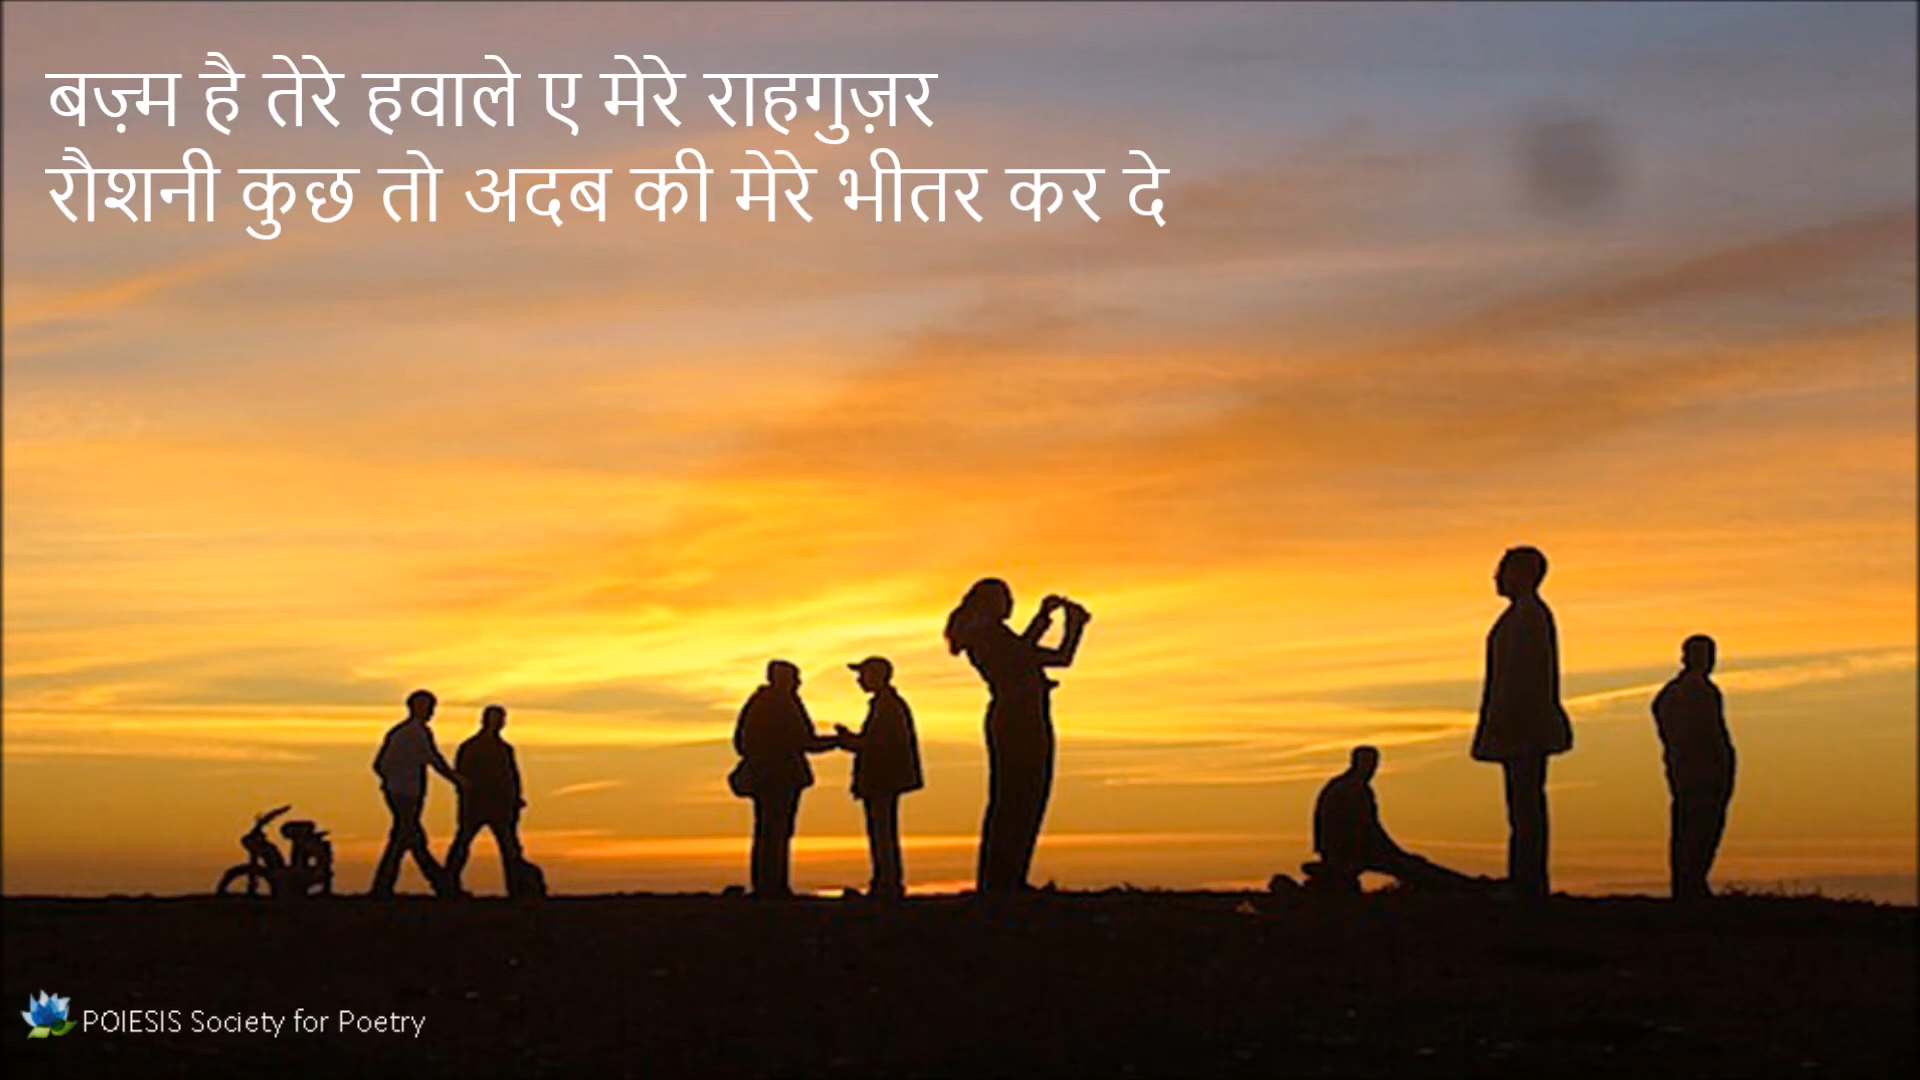 बज़्म है तेरे हवाले ए मेरे राहगुज़र
रौशनी कुछ तो अदब की मेरे भीतर कर दे
POIESIS Society for Poetry